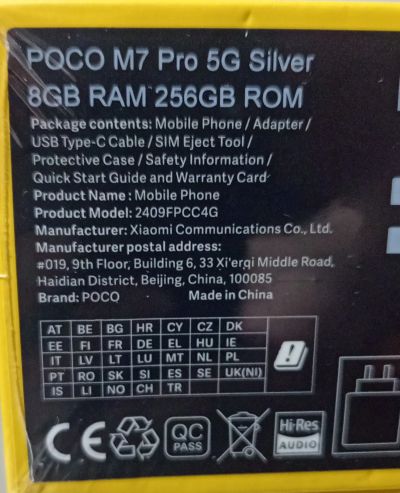 POCO M7 Pro 5G Silver
8GB RAM 256GB ROM
Package contents: Mobile Phone / Adapter /
USB Type-C Cable / SIM Eject Tool /
Protective Case / Safety Information /
Quick Start Guide and Warranty Card
Product Name: Mobile Phone
Product Model: 2409FPCC4G
Manufacturer: Xiaomi Communications Co., Ltd.
Manufacturer postal address:
#019, 9th Floor, Building 6, 33 Xi'erqi Middle Road,
Haidian District, Beijing, China, 100085
Brand: POCO Made in China
AT BE BG HR CY CZ DK
EE FI FR DE EL HU IE
IT LV LT LU MT NL PL
PT RO SK SI ES SE UK(NI)
IS LI NO CH TR
CE QC PASS Hi-Res AUDIO